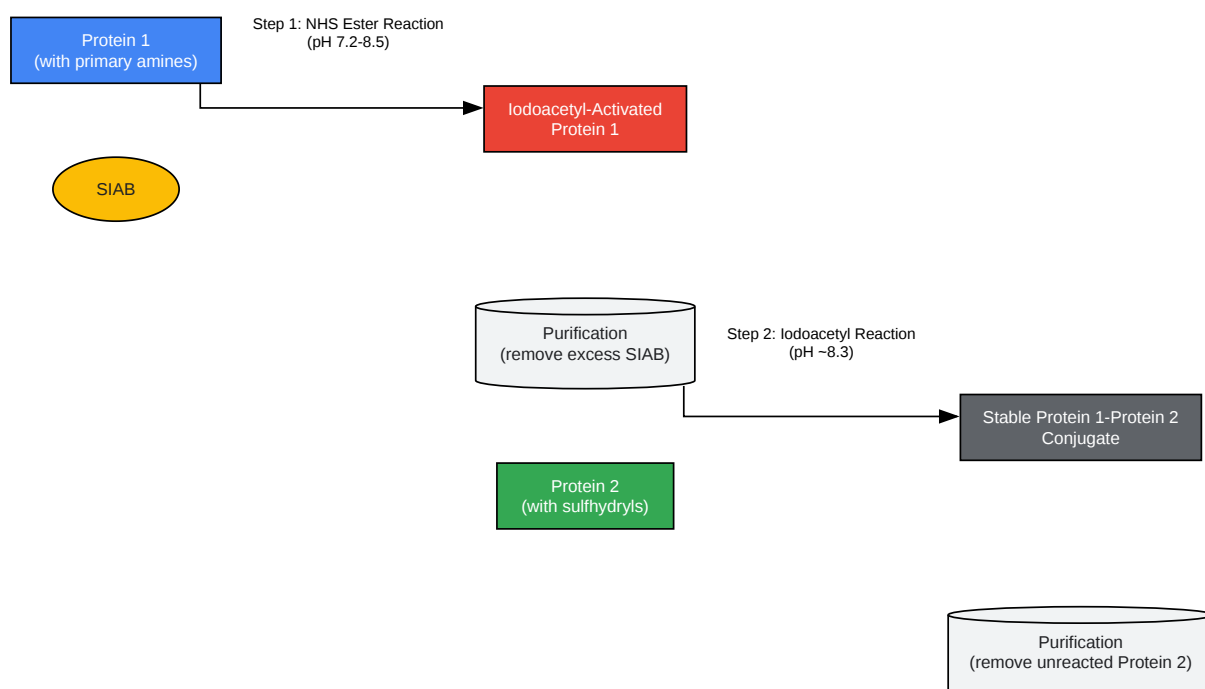 Protein 1
(with primary amines)
Step 1: NHS Ester Reaction
(pH 7.2-8.5)
Iodoacetyl-Activated
Protein 1
SIAB
Purification
(remove excess SIAB)
Step 2: Iodoacetyl Reaction
(pH ~8.3)
Stable Protein 1-Protein 2
Conjugate
Protein 2
(with sulfhydryls)
Purification
(remove unreacted Protein 2)